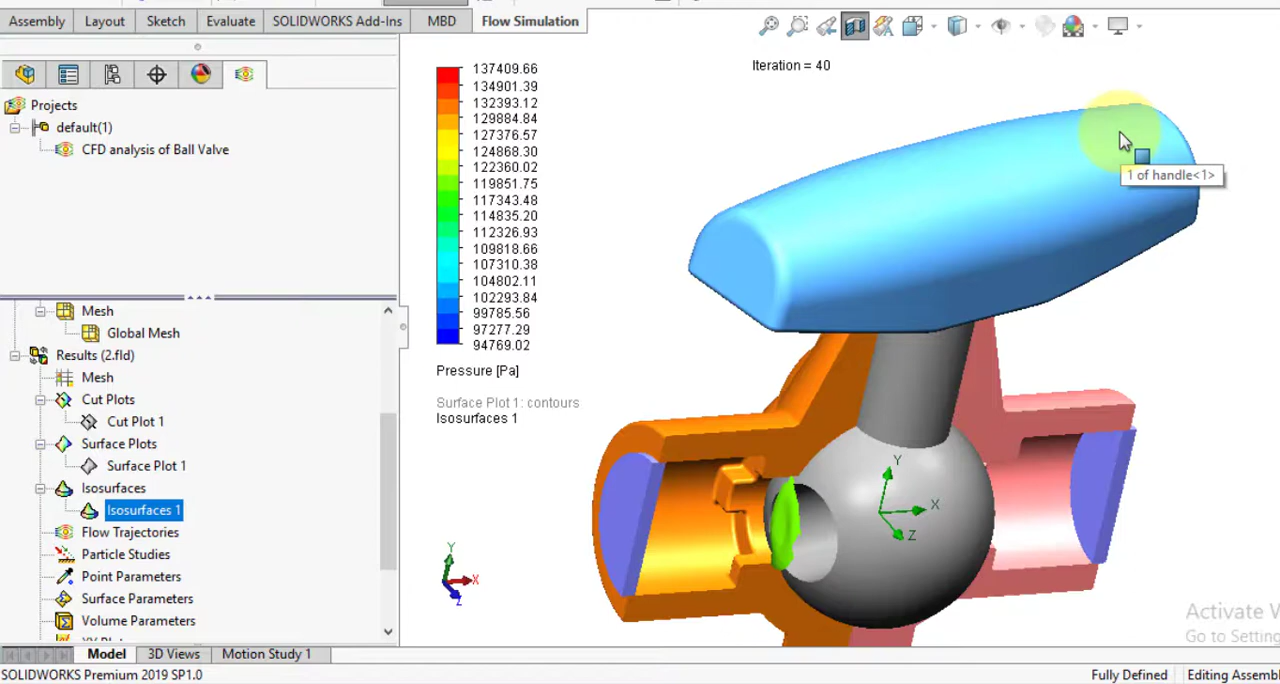 Assembly Layout Sketch Evaluate SOLIDWORKS Add-Ins MBD Flow Simulation
Projects
default(1)
CFD analysis of Ball Valve
Mesh
Global Mesh
Results (2.fld)
Mesh
Cut Plots
Cut Plot 1
Surface Plots
Surface Plot 1
Isosurfaces
Isosurfaces 1
Flow Trajectories
Particle Studies
Point Parameters
Surface Parameters
Volume Parameters
Iteration = 40
137409.66
134901.39
132393.12
129884.84
127376.57
124868.30
122360.02
119851.75
117343.48
114835.20
112326.93
109818.66
107310.38
104802.11
102293.84
99785.56
97277.29
94769.02
Pressure [Pa]
Surface Plot 1: contours
Isosurfaces 1
1 of handle<1>
Y
X
Z
Y
X
Z
Activate W
Go to Setting
Model 3D Views Motion Study 1
SOLIDWORKS Premium 2019 SP1.0 Fully Defined Editing Assemb